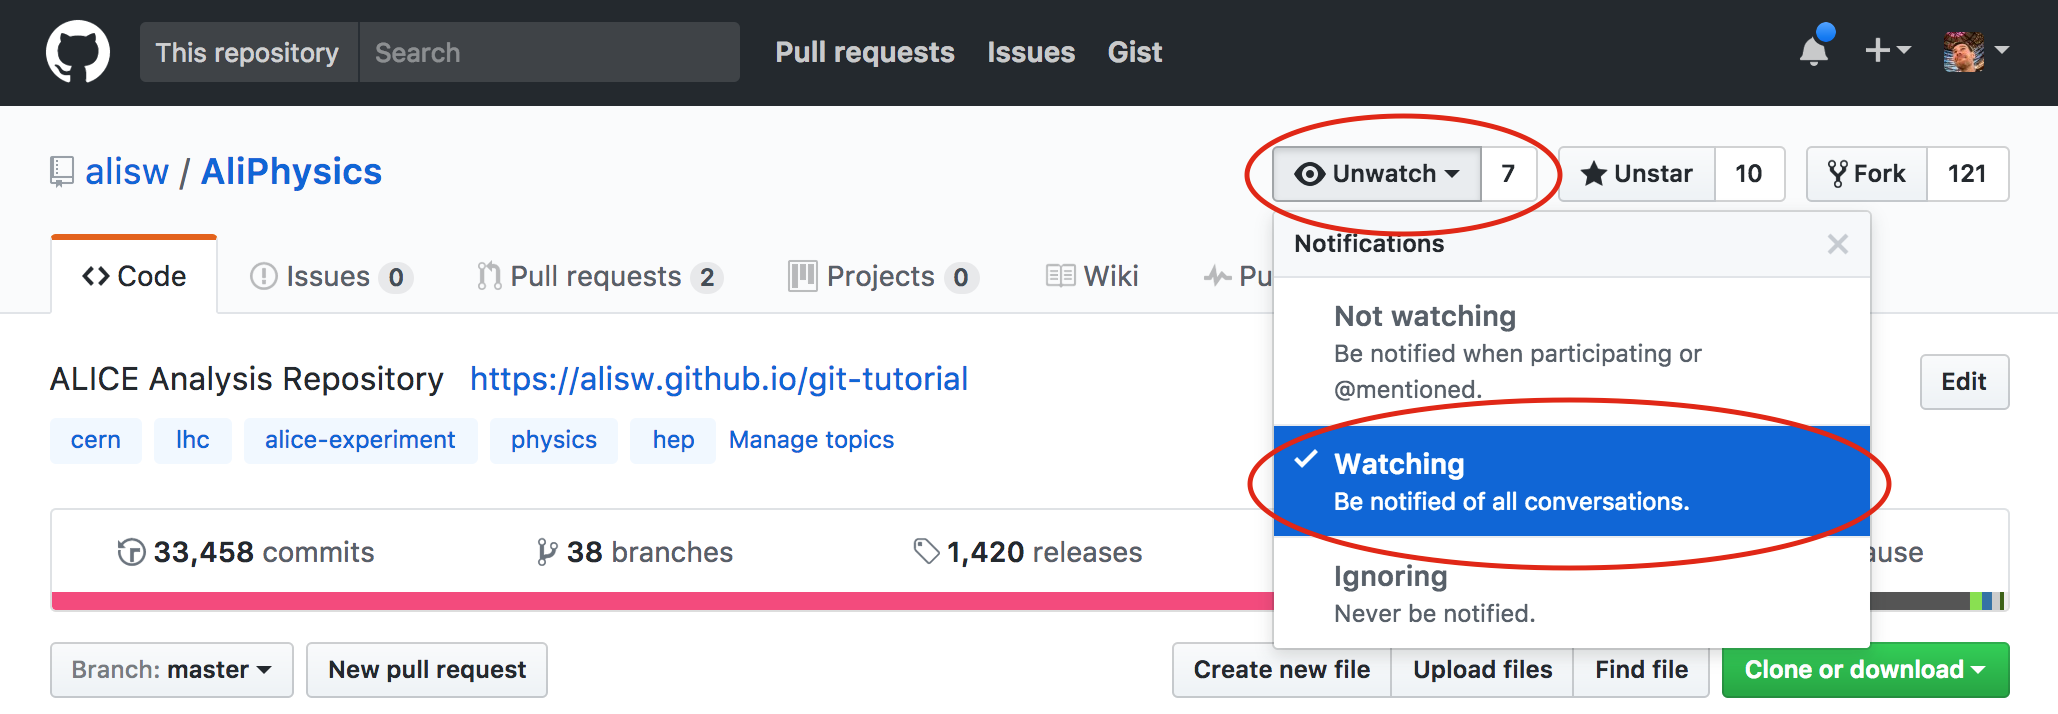 This repository Search Pull requests Issues Gist
alisw / AliPhysics
Unwatch 7 Unstar 10 Fork 121
Notifications
Code Issues 0 Pull requests 2 Projects 0 Wiki Pu
Not watching
Be notified when participating or
@mentioned.
ALICE Analysis Repository https://alisw.github.io/git-tutorial
Edit
cern lhc alice-experiment physics hep Manage topics
Watching
Be notified of all conversations.
33,458 commits 38 branches 1,420 releases
ause
Ignoring
Never be notified.
Branch: master New pull request Create new file Upload files Find file Clone or download